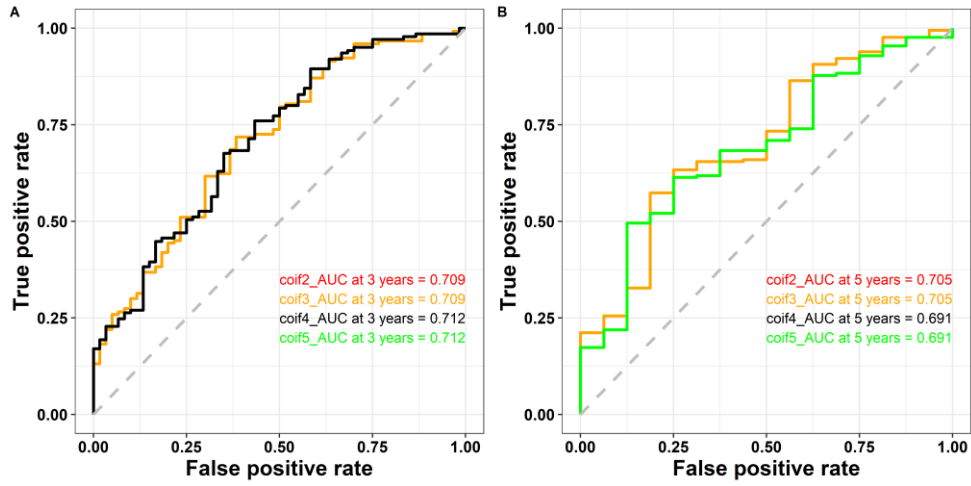 A
True positive rate
1.00
0.75
0.50
0.25
0.00
coif2_AUC at 3 years = 0.709
coif3_AUC at 3 years = 0.709
coif4_AUC at 3 years = 0.712
coif5_AUC at 3 years = 0.712
0.00 0.25 0.50 0.75 1.00
False positive rate
B
True positive rate
1.00
0.75
0.50
0.25
0.00
coif2_AUC at 5 years = 0.705
coif3_AUC at 5 years = 0.705
coif4_AUC at 5 years = 0.691
coif5_AUC at 5 years = 0.691
0.00 0.25 0.50 0.75 1.00
False positive rate